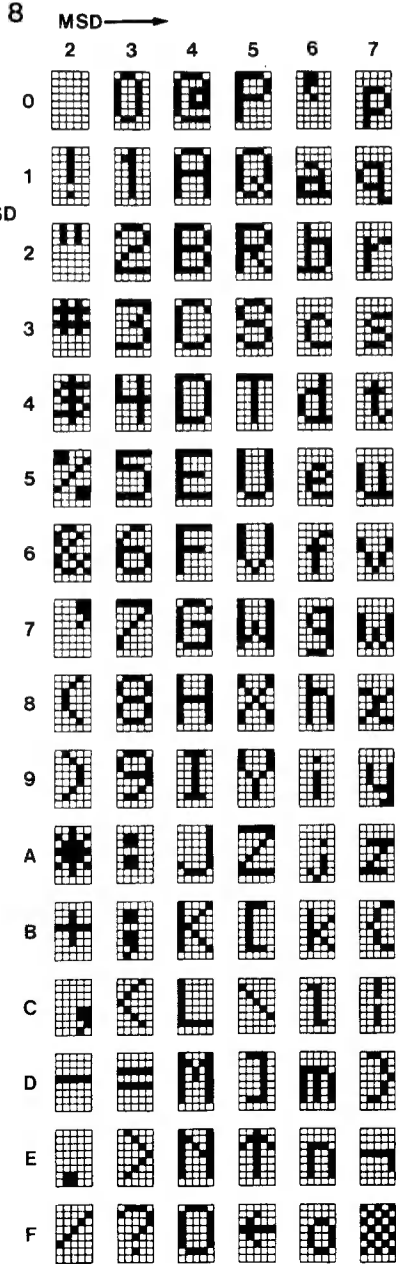 8 MSD
2 3 4 5 6 7
0 0 @ P ` p
1 ! 1 A Q a q
SD
2 " 2 B R b r
3 # 3 C S c s
4 $ 4 D T d t
5 % 5 E U e u
6 & 6 F V f v
7 ' 7 G W g w
8 ( 8 H X h x
9 ) 9 I Y i y
A * : J Z j z
B + ; K [ k {
C , < L \ l |
D - = M ] m }
E . > N ↑ n ¬
F / ? O ← o